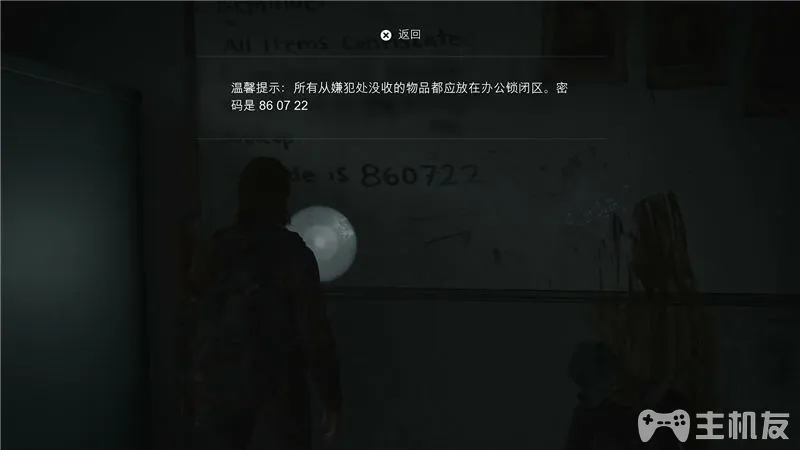 返回
All Items Confiscate
温馨提示：所有从嫌犯处没收的物品都应放在办公锁闭区。密
码是 86 07 22
is 860722
主机友